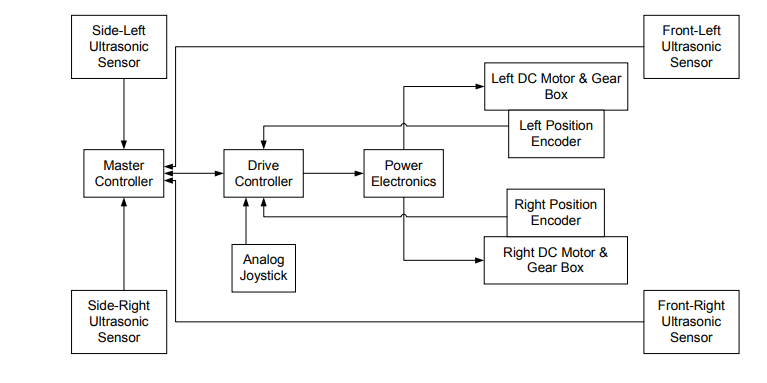 Side-Left
Ultrasonic
Sensor
Front-Left
Ultrasonic
Sensor
Left DC Motor & Gear
Box
Left Position
Encoder
Master
Controller
Drive
Controller
Power
Electronics
Right Position
Encoder
Right DC Motor &
Gear Box
Analog
Joystick
Side-Right
Ultrasonic
Sensor
Front-Right
Ultrasonic
Sensor